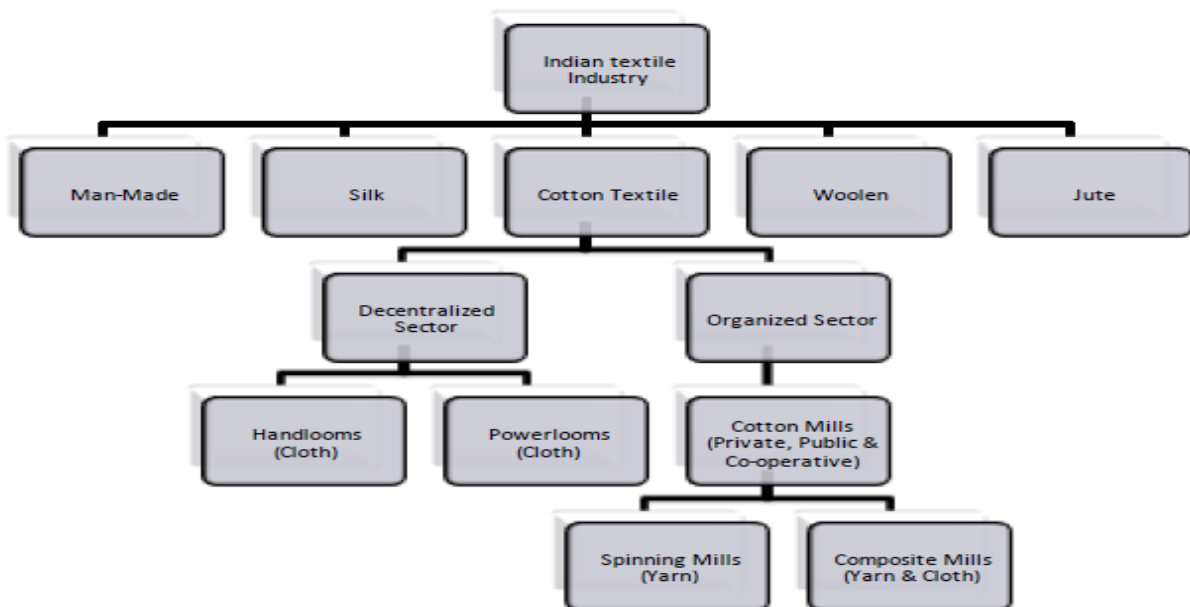 Indian textile
Industry
Man-Made
Silk
Cotton Textile
Woolen
Jute
Decentralized
Sector
Organized Sector
Handlooms
(Cloth)
Powerlooms
(Cloth)
Cotton Mills
(Private, Public &
Co-operative)
Spinning Mills
(Yarn)
Composite Mills
(Yarn & Cloth)